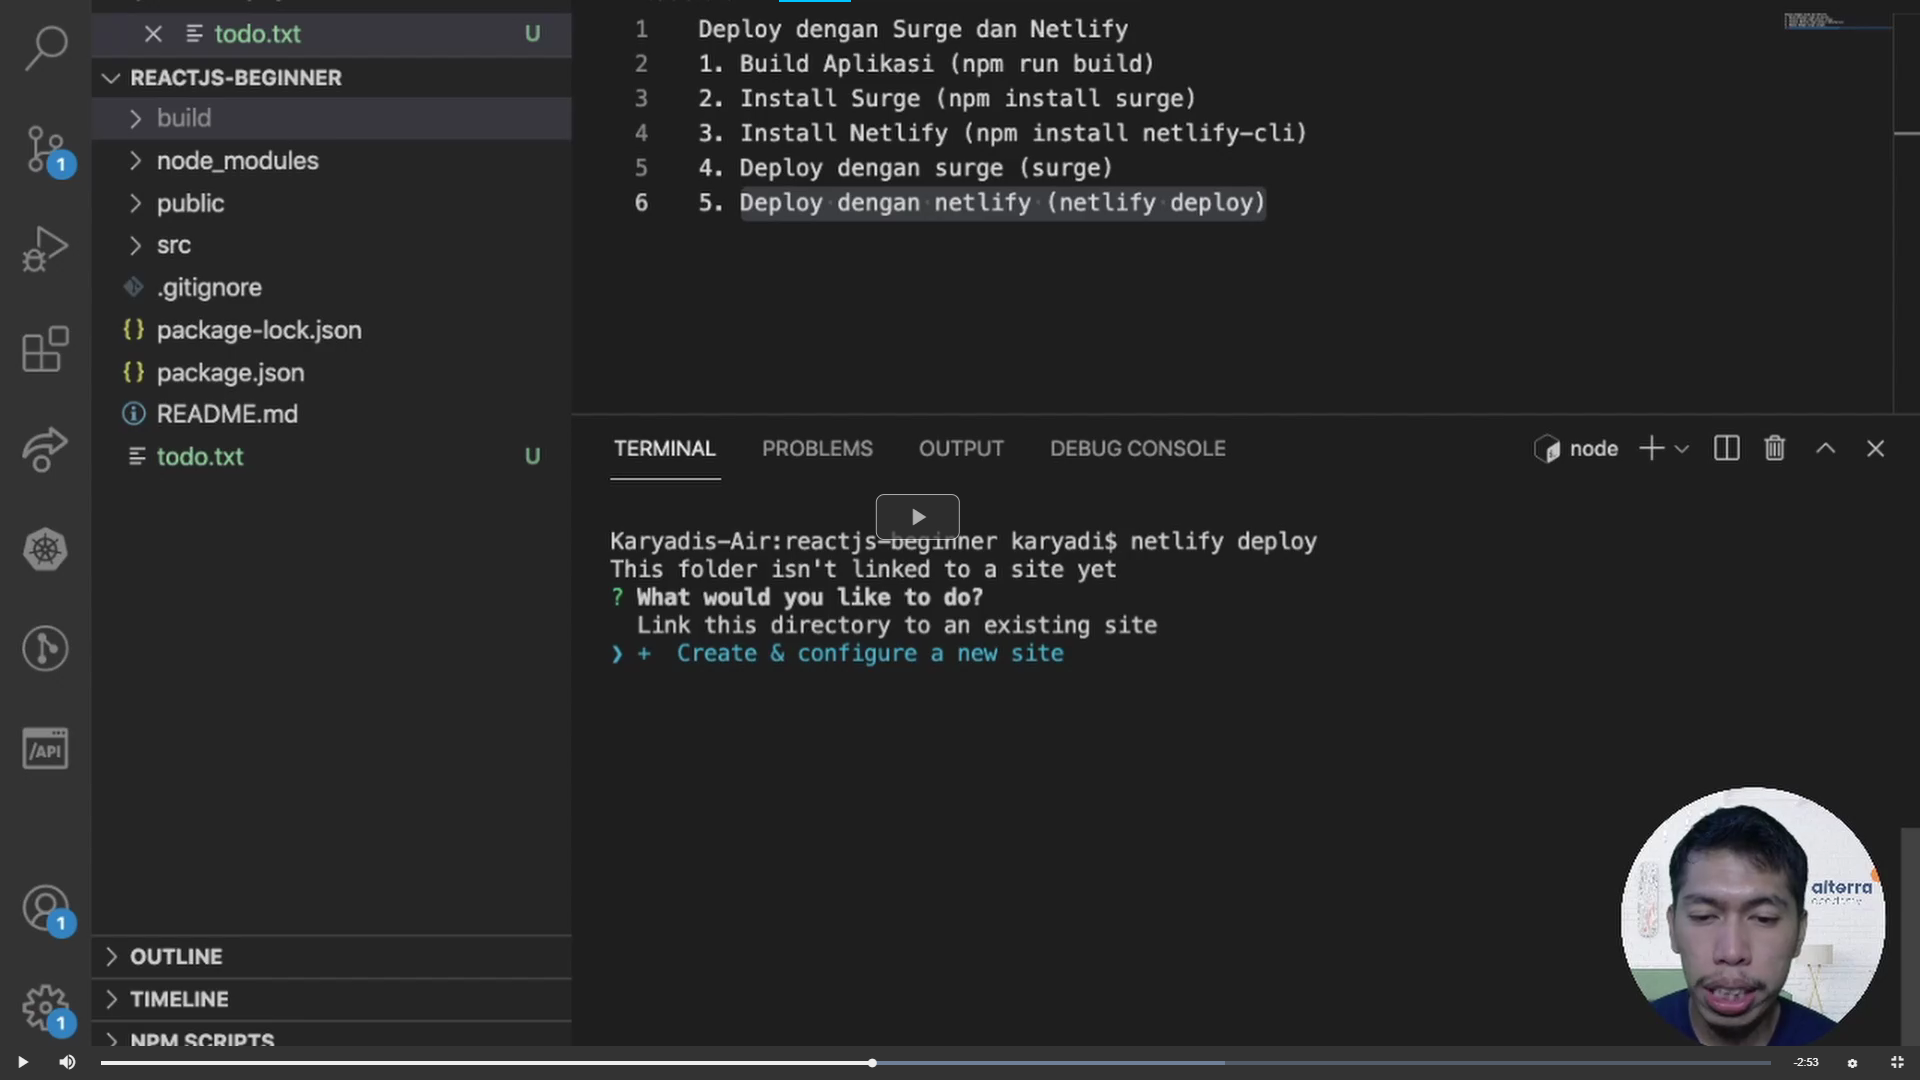 todo.txt U
REACTJS-BEGINNER
build
node_modules
public
src
.gitignore
package-lock.json
package.json
README.md
todo.txt U
OUTLINE
TIMELINE
NPM SCRIPTS
1
1
1
/API
1 Deploy dengan Surge dan Netlify
2 1. Build Aplikasi (npm run build)
3 2. Install Surge (npm install surge)
4 3. Install Netlify (npm install netlify-cli)
5 4. Deploy dengan surge (surge)
6 5. Deploy dengan netlify (netlify deploy)
TERMINAL PROBLEMS OUTPUT DEBUG CONSOLE node
Karyadis-Air:reactjs-beginner karyadi$ netlify deploy
This folder isn't linked to a site yet
? What would you like to do?
Link this directory to an existing site
❯ + Create & configure a new site
alterra
academy
-2:53